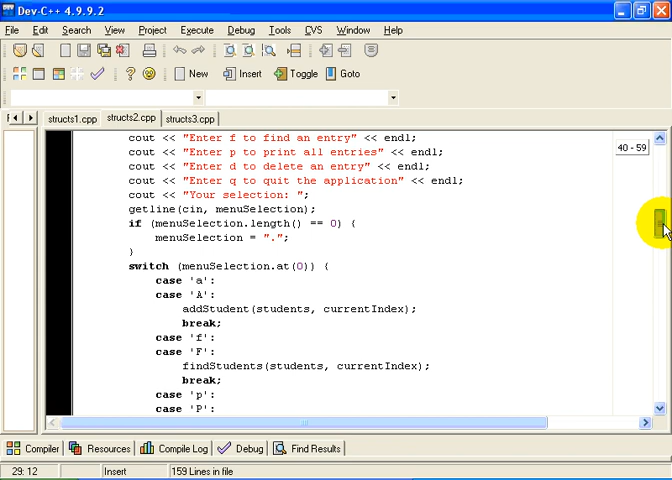 Dev-C++ 4.9.9.2
File Edit Search View Project Execute Debug Tools CVS Window Help
New Insert Toggle Goto
structs1.cpp structs2.cpp structs3.cpp
cout << "Enter f to find an entry" << endl;
cout << "Enter p to print all entries" << endl;
cout << "Enter d to delete an entry" << endl;
cout << "Enter q to quit the application" << endl;
cout << "Your selection: ";
getline(cin, menuSelection);
if (menuSelection.length() == 0) {
menuSelection = ".";
}
switch (menuSelection.at(0)) {
case 'a':
case 'A':
addStudent(students, currentIndex);
break;
case 'f':
case 'F':
findStudents(students, currentIndex);
break;
case 'p':
case 'P':
40 - 59
Compiler Resources Compile Log Debug Find Results
29: 12 Insert 159 Lines in file